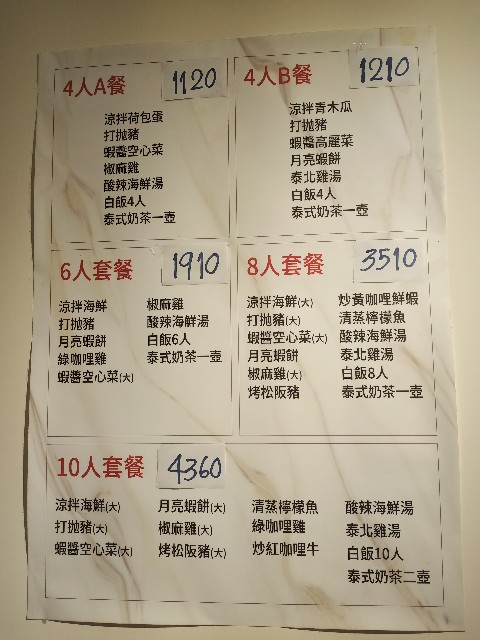 4人A餐 1120
涼拌荷包蛋
打拋豬
蝦醬空心菜
椒麻雞
酸辣海鮮湯
白飯4人
泰式奶茶一壺
4人B餐 1210
涼拌青木瓜
打拋豬
蝦醬高麗菜
月亮蝦餅
泰北雞湯
白飯4人
泰式奶茶一壺
6人套餐 1910
涼拌海鮮
打拋豬
月亮蝦餅
綠咖哩雞
蝦醬空心菜(大)
椒麻雞
酸辣海鮮湯
白飯6人
泰式奶茶一壺
8人套餐 3510
涼拌海鮮(大)
打拋豬(大)
蝦醬空心菜(大)
月亮蝦餅
椒麻雞(大)
烤松阪豬
炒黃咖哩鮮蝦
清蒸檸檬魚
酸辣海鮮湯
泰北雞湯
白飯8人
泰式奶茶一壺
10人套餐 4360
涼拌海鮮(大)
打拋豬(大)
蝦醬空心菜(大)
月亮蝦餅(大)
椒麻雞(大)
烤松阪豬(大)
清蒸檸檬魚
綠咖哩雞
炒紅咖哩牛
酸辣海鮮湯
泰北雞湯
白飯10人
泰式奶茶二壺